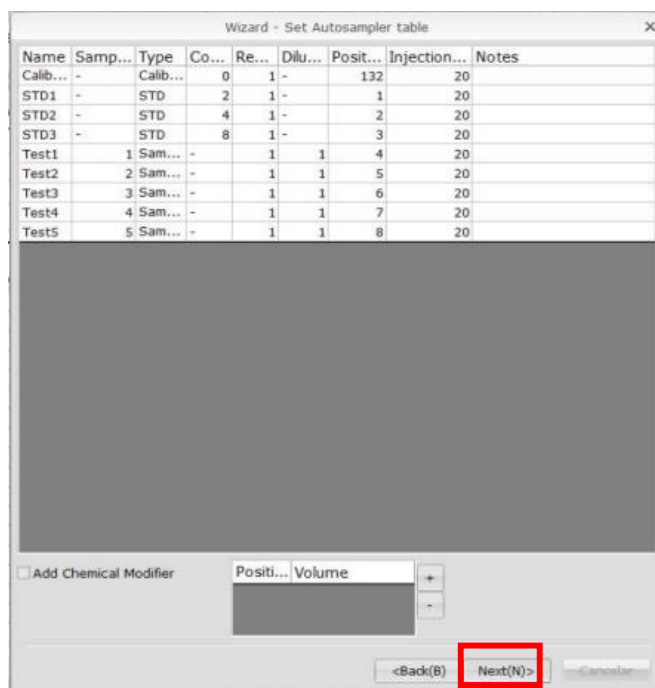 Wizard - Set Autosampler table
Name Samp... Type Co... Re... Dilu... Posit... Injection... Notes
Calib... - Calib... 0 1 - 132 20
STD1 - STD 2 1 - 1 20
STD2 - STD 4 1 - 2 20
STD3 - STD 8 1 - 3 20
Test1 1 Sam... - 1 1 4 20
Test2 2 Sam... - 1 1 5 20
Test3 3 Sam... - 1 1 6 20
Test4 4 Sam... - 1 1 7 20
Test5 5 Sam... - 1 1 8 20
Add Chemical Modifier Positi... Volume +
-
<Back(B) Next(N)> Cancelar